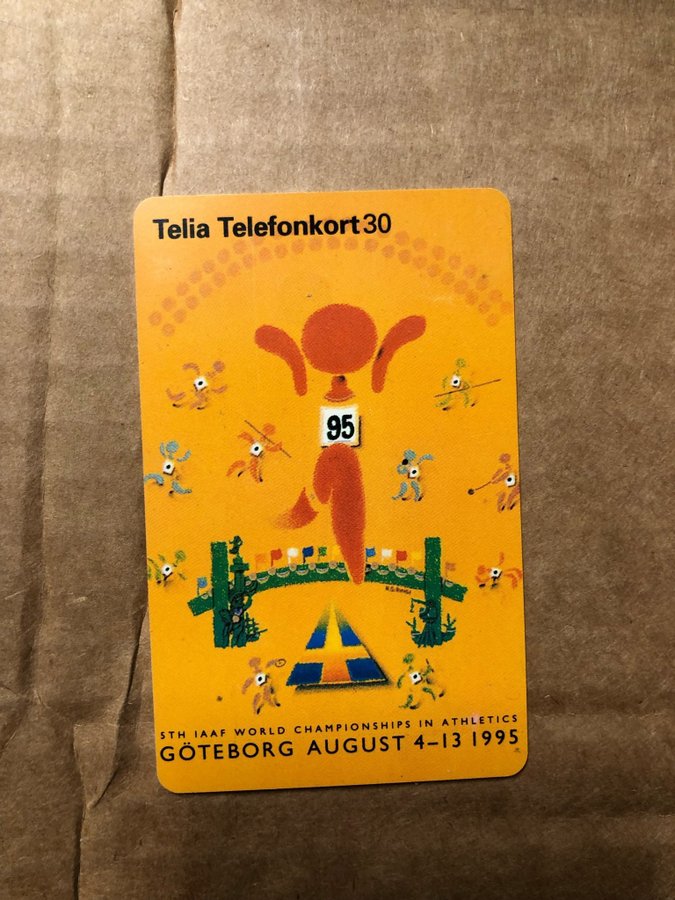 Telia Telefonkort 30
95
5TH IAAF WORLD CHAMPIONSHIPS IN ATHLETICS
GÖTEBORG AUGUST 4–13 1995